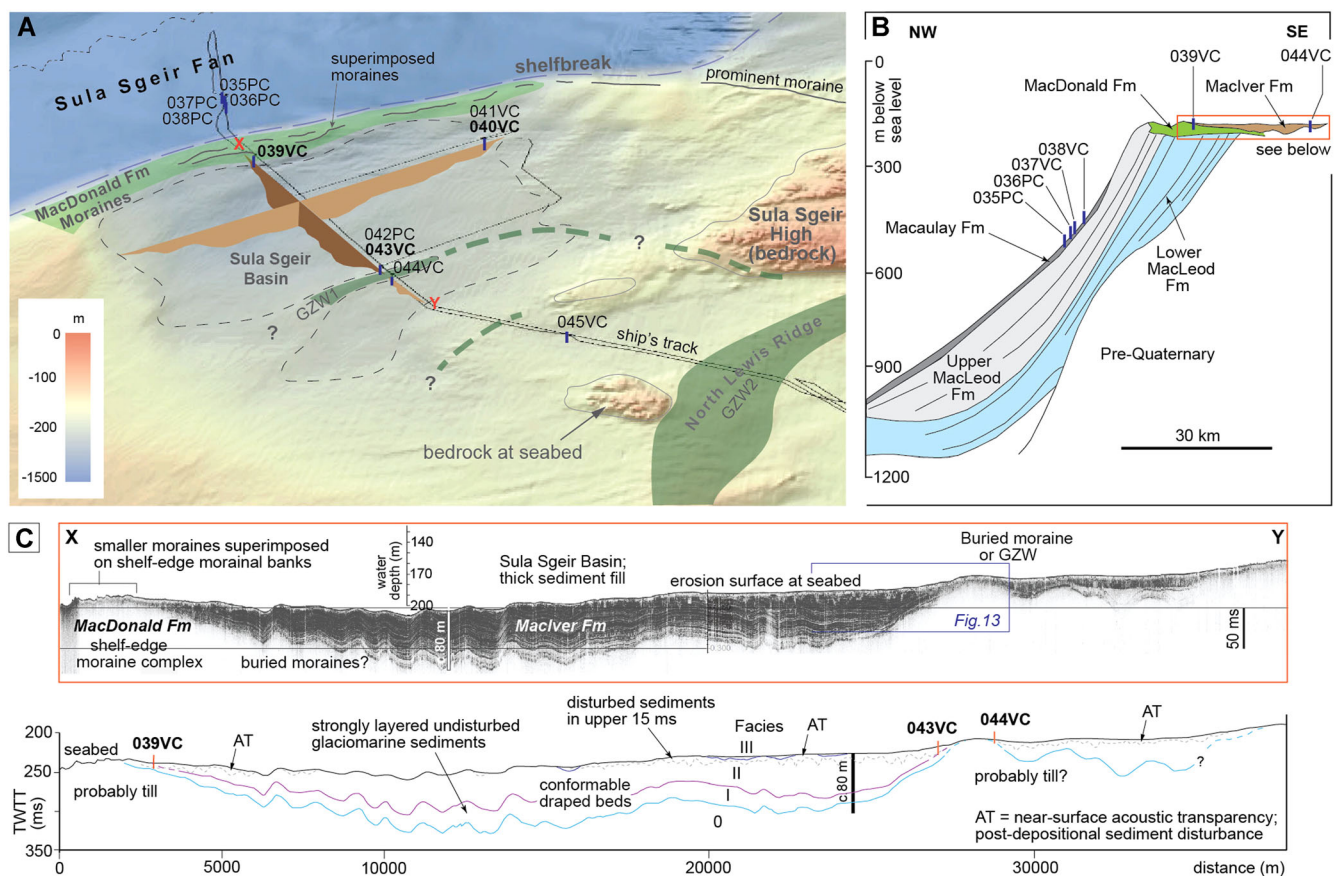 A
Sula Sgeir Fan
035PC
037PC
036PC
038PC
superimposed
moraines
shelfbreak
prominent moraine
X
039VC
041VC
040VC
MacDonald Fm
Moraines
Sula Sgeir
Basin
042PC
043VC
044VC
GZW1
?
?
?
Y
Sula Sgeir
High
(bedrock)
045VC
ship's track
North Lewis Ridge
GZW2
bedrock at seabed
m
0
-100
-200
-1500
B
NW
SE
0
300
600
900
1200
m below
sea level
039VC
044VC
MacDonald Fm
MacIver Fm
see below
038VC
037VC
036PC
035PC
Macaulay Fm
Lower
MacLeod
Fm
Upper
MacLeod
Fm
Pre-Quaternary
30 km
C
X
Y
smaller moraines superimposed
on shelf-edge morainal banks
water
depth (m)
140
170
200
Sula Sgeir Basin;
thick sediment fill
erosion surface at seabed
Buried moraine
or GZW
MacDonald Fm
shelf-edge
moraine complex
buried moraines?
c.80 m
MacIver Fm
0.300
Fig.13
50 ms
200
250
350
TWTT
(ms)
seabed
039VC
AT
probably till
strongly layered undisturbed
glaciomarine sediments
disturbed sediments
in upper 15 ms
Facies
III
II
I
0
AT
conformable
draped beds
c.80 m
043VC
044VC
AT
probably till?
?
AT = near-surface acoustic transparency;
post-depositional sediment disturbance
0
5000
10000
20000
30000
distance (m)